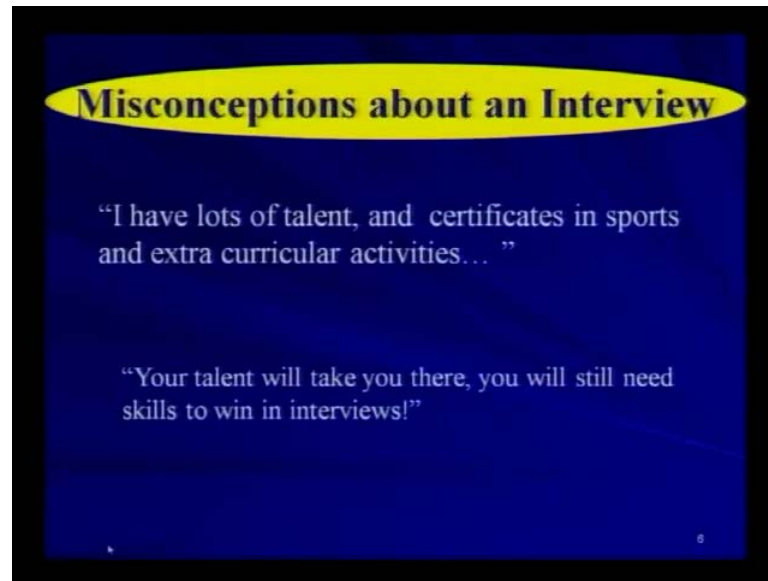 Misconceptions about an Interview
“I have lots of talent, and certificates in sports
and extra curricular activities… ”
“Your talent will take you there, you will still need
skills to win in interviews!”
6